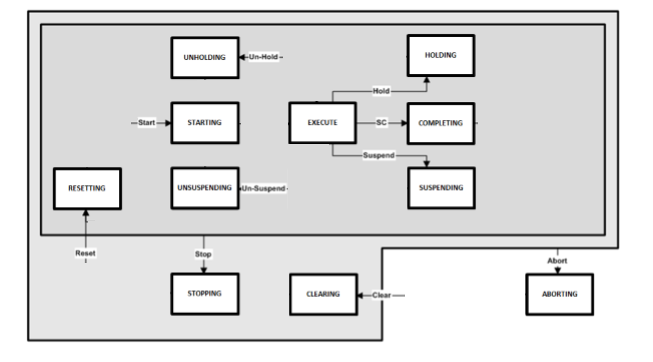 UNHOLDING
Un-Hold
HOLDING
Hold
Start
STARTING
EXECUTE
SC
COMPLETING
Suspend
RESETTING
UNSUSPENDING
Un-Suspend
SUSPENDING
Reset
Stop
Abort
STOPPING
CLEARING
Clear
ABORTING